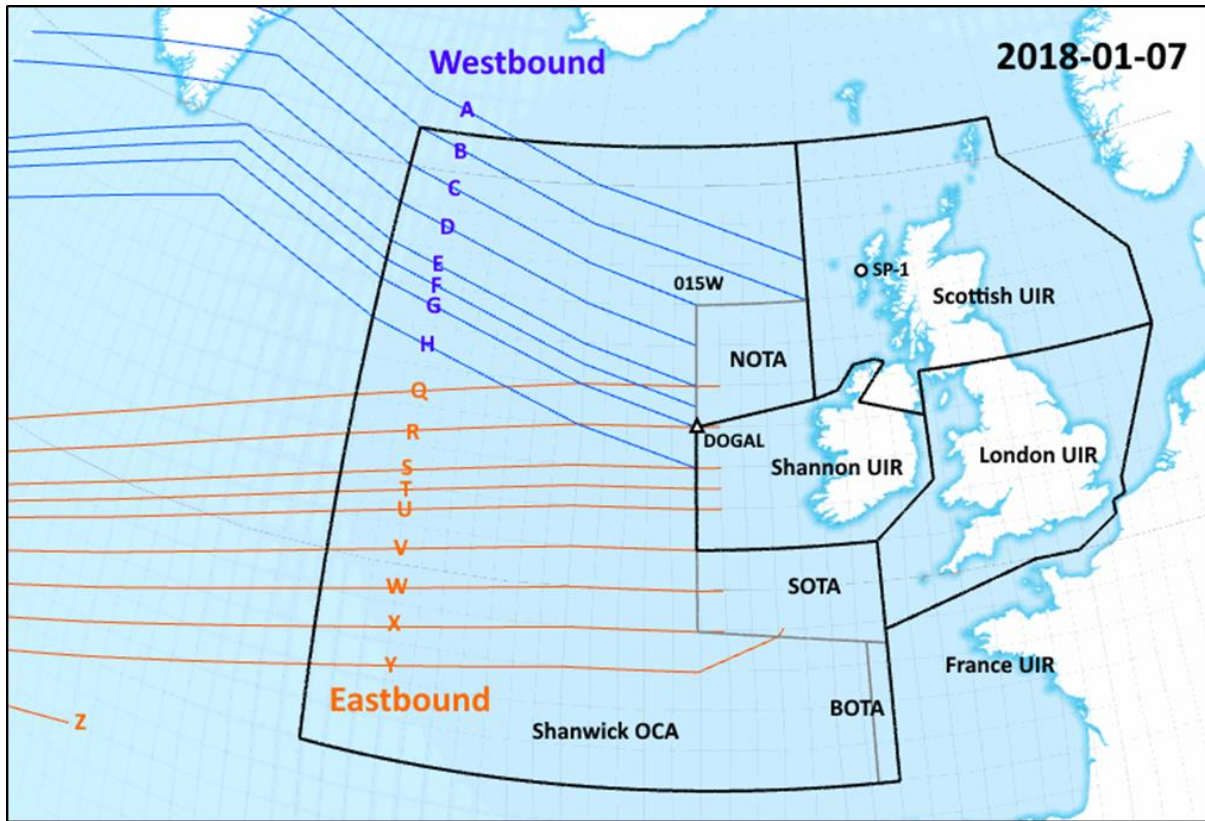 Westbound
2018-01-07
A
B
C
D
E
F
G
H
015W
SP-1
Scottish UIR
NOTA
Q
R
DOGAL
S
Shannon UIR
London UIR
T
U
V
W
SOTA
X
Y
France UIR
Eastbound
BOTA
Z
Shanwick OCA